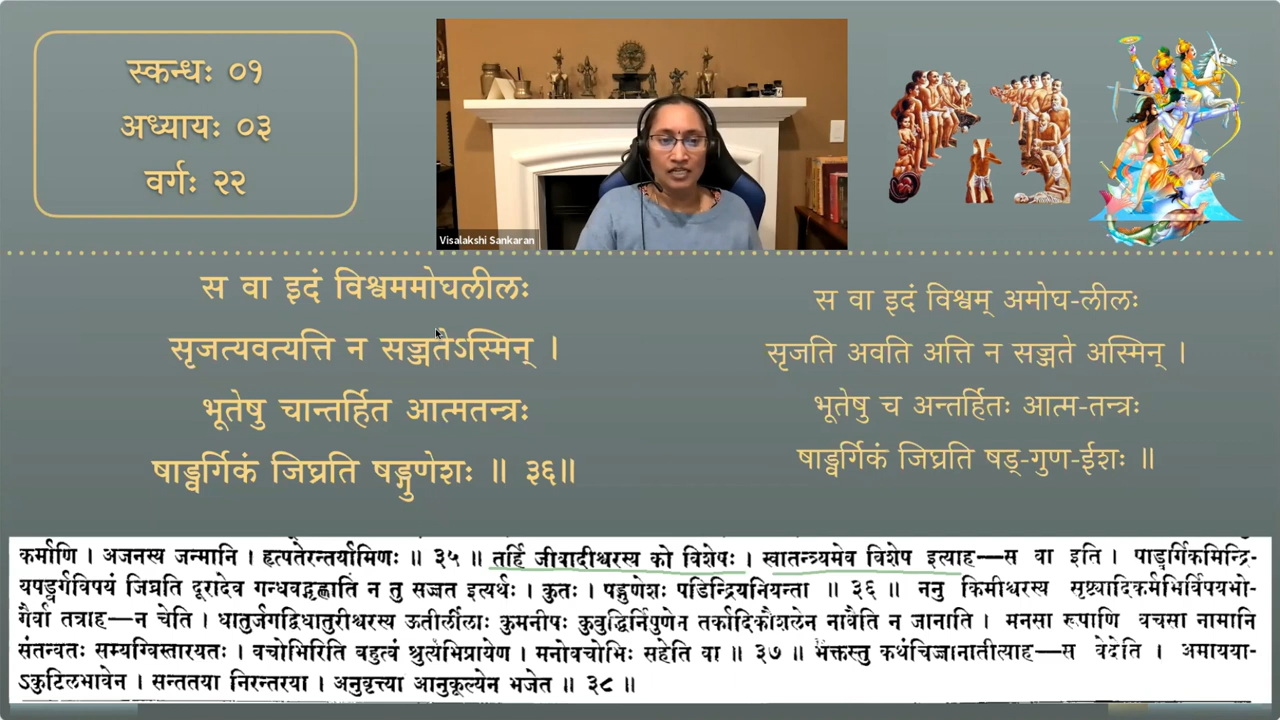 स्कन्धः ०१
अध्यायः ०३
वर्गः २२
Visalakshi Sankaran
स वा इदं विश्वममोघलीलः
सृजत्यवत्यत्ति न सज्जतेऽस्मिन् ।
भूतेषु चान्तर्हित आत्मतन्त्रः
षाड्वर्गिकं जिघ्रति षड्गुणेशः ॥ ३६॥
स वा इदं विश्वम् अमोघ-लीलः
सृजति अवति अत्ति न सज्जते अस्मिन् ।
भूतेषु च अन्तर्हितः आत्म-तन्त्रः
षाड्वर्गिकं जिघ्रति षड्-गुण-ईशः ॥
कर्माणि । अजनस्य जन्मानि । हृत्पतेरन्तर्यामिणः ॥ ३५ ॥ तर्हि जीवादीश्वरस्य को विशेषः । स्वातन्त्र्यमेव विशेष इत्याह—स वा इति । षाड्वर्गिकमिन्द्रि-
यषड्वर्गविषयं जिघ्रति दूरादेव गन्धवद्गृह्णाति न तु सज्जत इत्यर्थः । कुतः । षड्गुणेशः षडिन्द्रियनियन्ता ॥ ३६ ॥ ननु किमीश्वरस्य सृष्ट्यादिकर्मभिर्विषयभो-
गैर्वा तत्राह—न चेति । धातुर्जगद्विधातुरीश्वरस्य ऊतीर्लीलाः कुमनीषः कुबुद्धिर्निपुणेन तर्कादिकौशलेन नावैति न जानाति । मनसा रूपाणि वचसा नामानि
संतन्वतः सम्यग्विस्तारयतः । वचोभिरिति बहुत्वं श्रुत्यभिप्रायेण । मनोवचोभिः सहेति वा ॥ ३७ ॥ भक्तस्तु कथंचिज्जानातीत्याह—स वेदेति । अमायया-
ऽकुटिलभावेन । सन्ततया निरन्तरया । अनुवृत्त्या आनुकूल्येन भजेत ॥ ३८ ॥